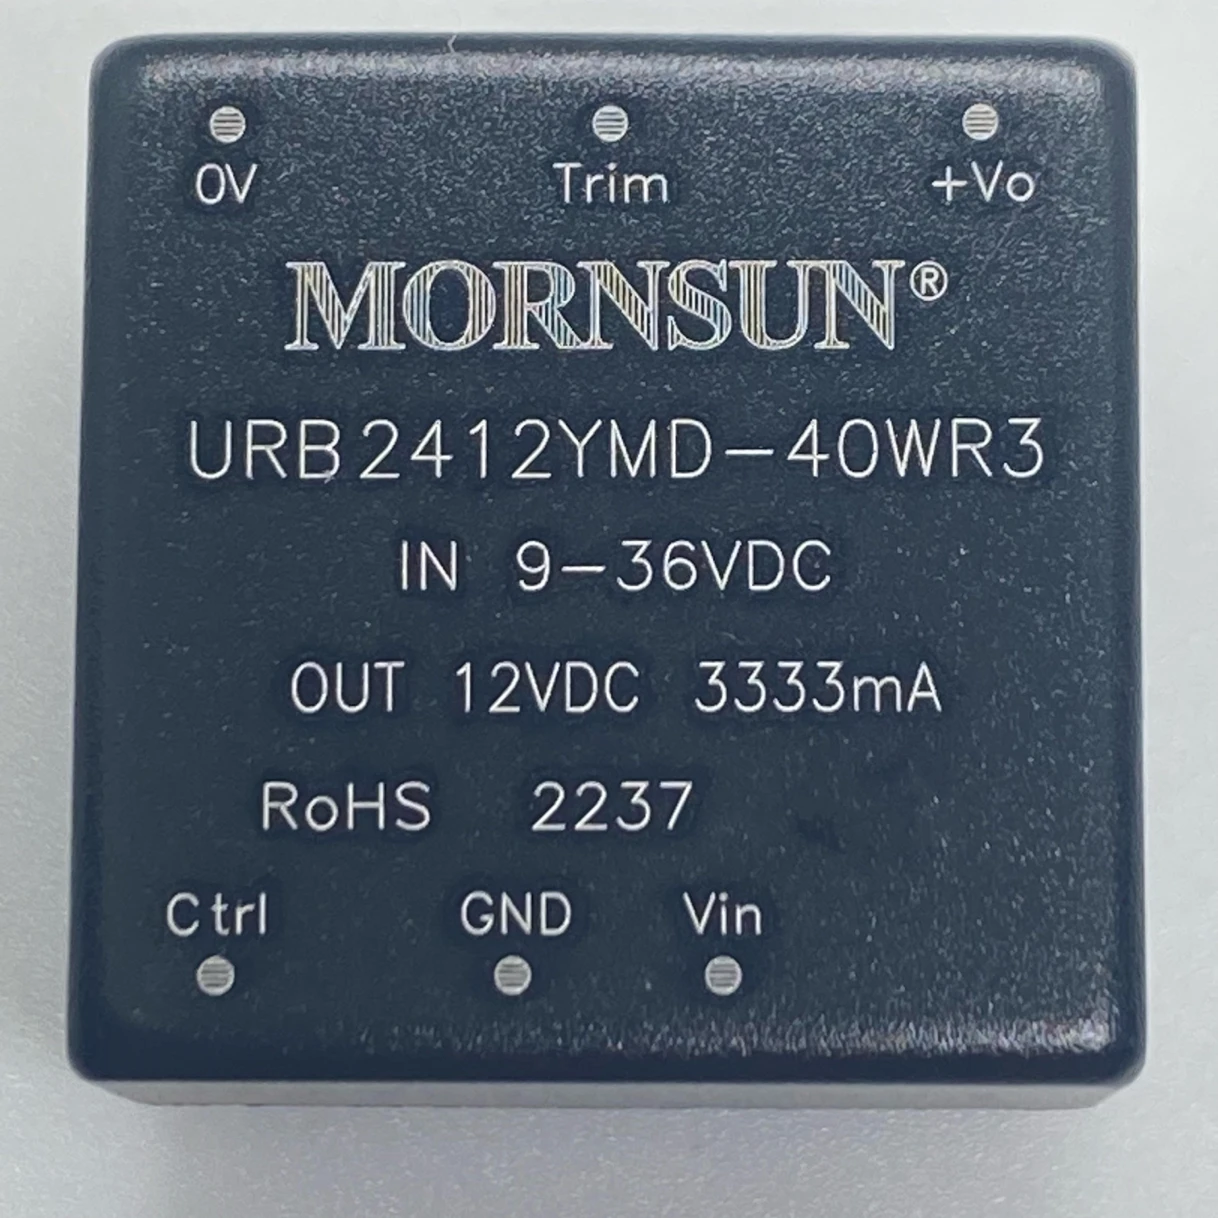 0V Trim +Vo
MORNSUN®
URB2412YMD-40WR3
IN 9-36VDC
OUT 12VDC 3333mA
RoHS 2237
Ctrl GND Vin